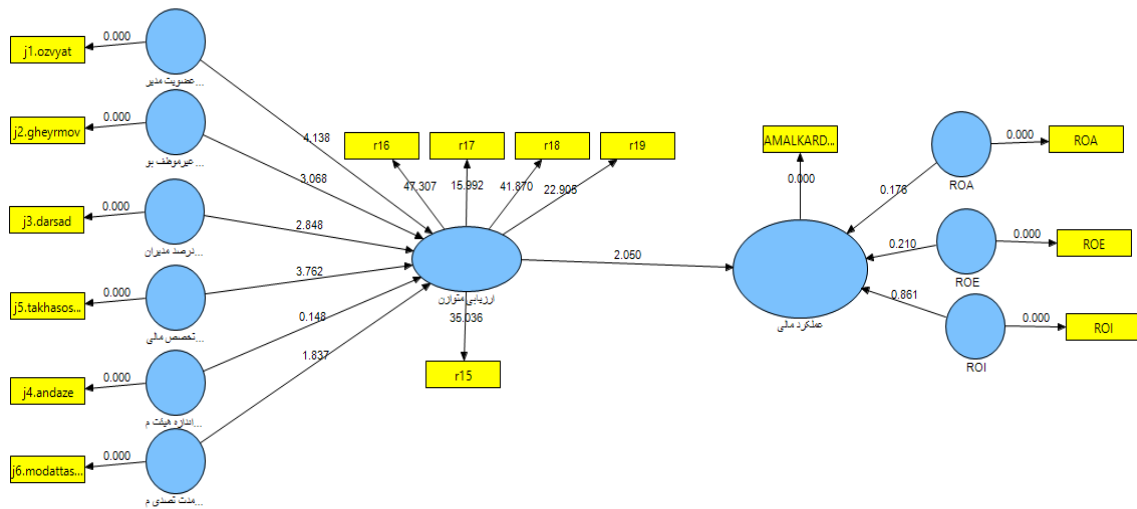 0.000
j1.ozvyat
عضویت مدیر...
4.138
0.000
j2.gheyrmov
غیرموظف بو...
3.068
0.000
j3.darsad
درصد مدیران...
2.848
0.000
j5.takhasos...
تخصص مالی...
3.762
0.000
j4.andaze
اندازه هیئت م...
0.148
0.000
j6.modattas...
مدت تصدی م...
1.837
r16
r17
r18
r19
47.307
15.992
41.870
22.905
ارزیابی متوازن
35.036
r15
2.050
AMALKARD...
0.000
عملکرد مالی
0.176
ROA
0.000
ROA
0.210
ROE
0.000
ROE
0.861
ROI
0.000
ROI